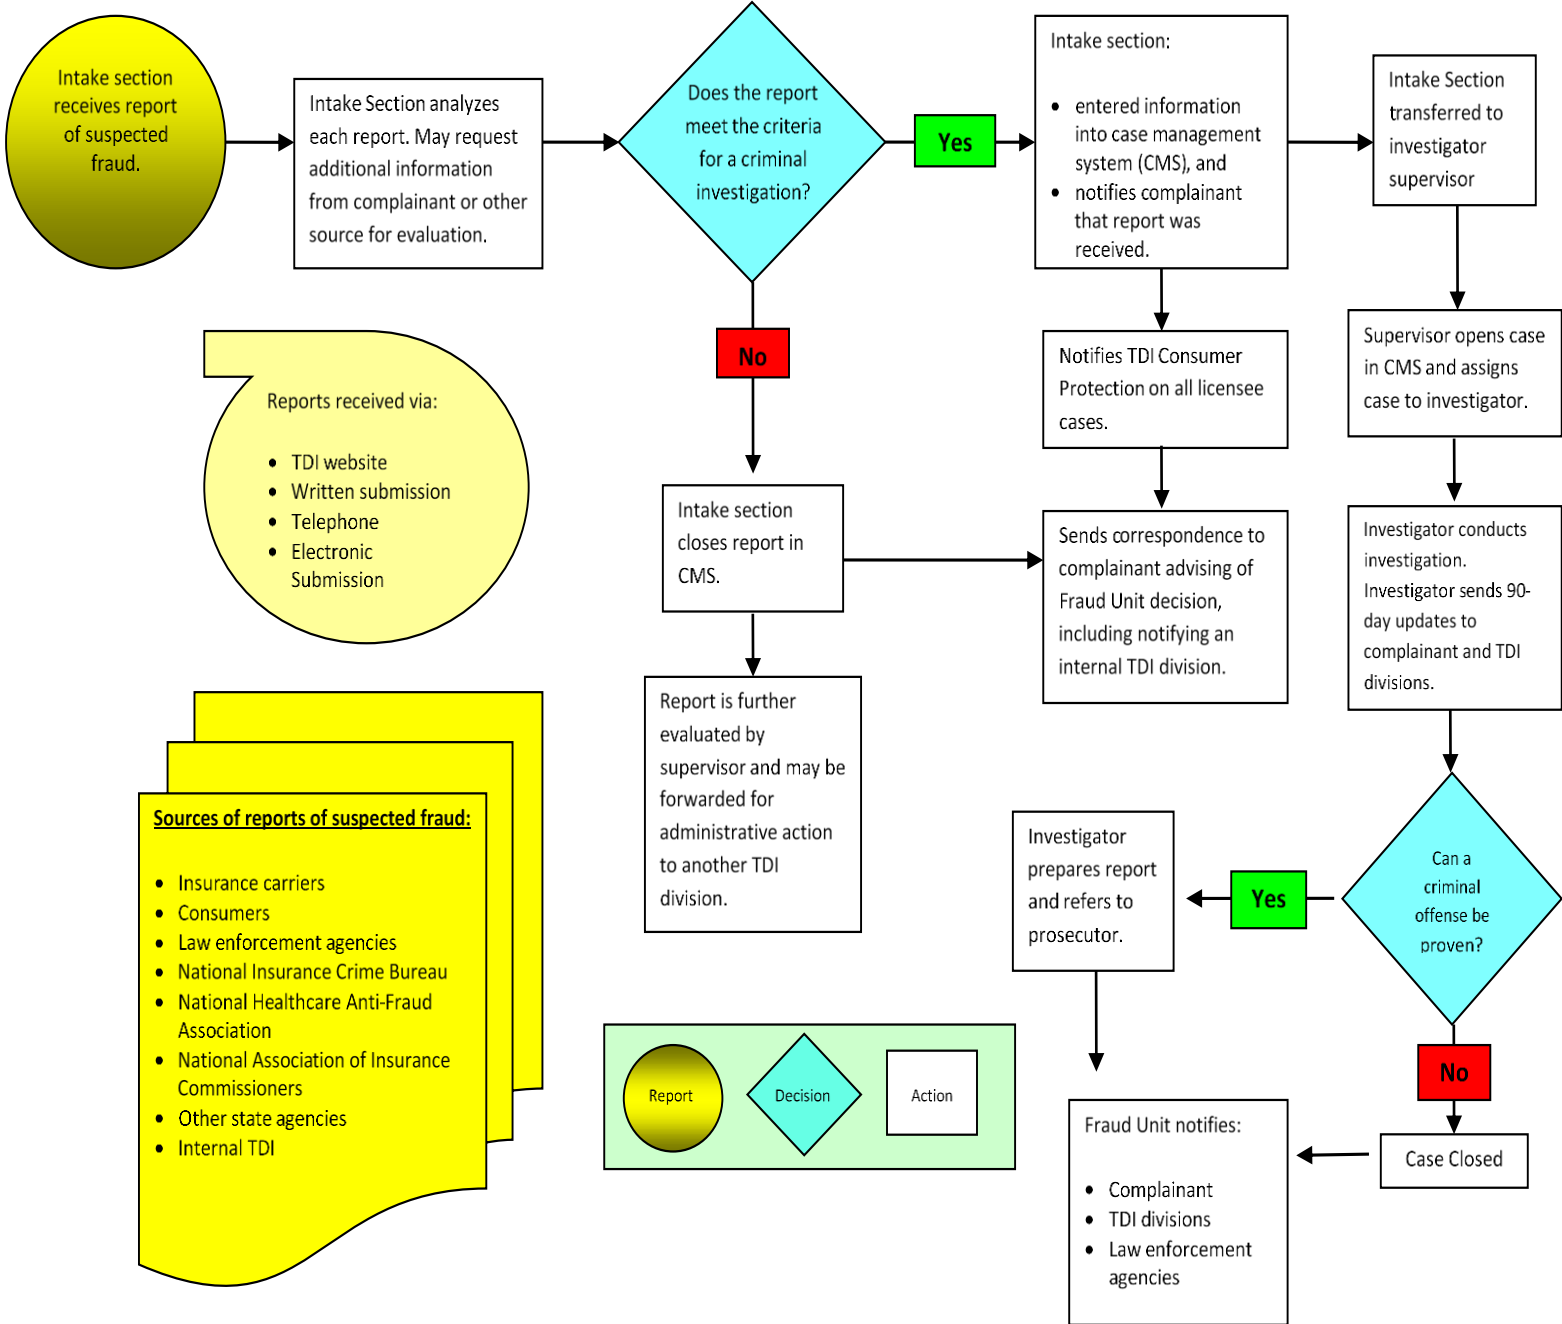 Intake section
receives report
of suspected
fraud.
Intake Section analyzes
each report. May request
additional information
from complainant or other
source for evaluation.
Does the report
meet the criteria
for a criminal
investigation?
Yes
Intake section:
• entered information
into case management
system (CMS), and
• notifies complainant
that report was
received.
Intake Section
transferred to
investigator
supervisor
No
Reports received via:
• TDI website
• Written submission
• Telephone
• Electronic
Submission
Notifies TDI Consumer
Protection on all licensee
cases.
Supervisor opens case
in CMS and assigns
case to investigator.
Intake section
closes report in
CMS.
Sends correspondence to
complainant advising of
Fraud Unit decision,
including notifying an
internal TDI division.
Investigator conducts
investigation.
Investigator sends 90-
day updates to
complainant and TDI
divisions.
Report is further
evaluated by
supervisor and may be
forwarded for
administrative action
to another TDI
division.
Sources of reports of suspected fraud:
• Insurance carriers
• Consumers
• Law enforcement agencies
• National Insurance Crime Bureau
• National Healthcare Anti-Fraud
Association
• National Association of Insurance
Commissioners
• Other state agencies
• Internal TDI
Can a
criminal
offense be
proven?
Yes
Investigator
prepares report
and refers to
prosecutor.
No
Case Closed
Fraud Unit notifies:
• Complainant
• TDI divisions
• Law enforcement
agencies
Report
Decision
Action